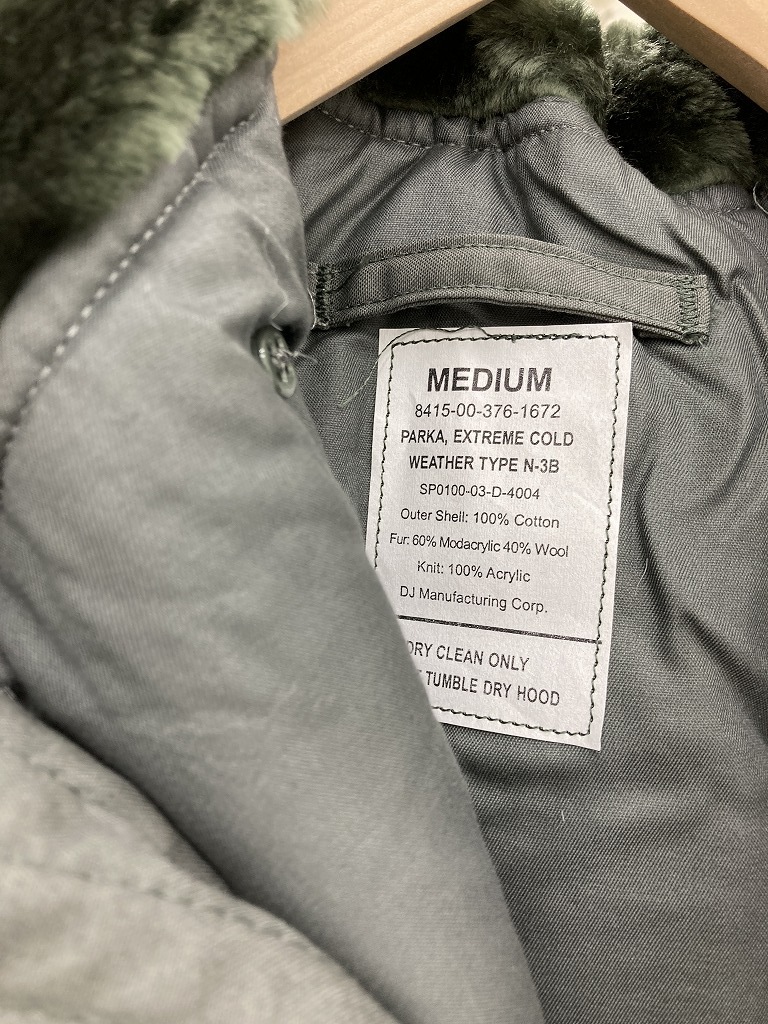 MEDIUM
8415-00-376-1672
PARKA, EXTREME COLD
WEATHER TYPE N-3B
SP0100-03-D-4004
Outer Shell: 100% Cotton
Fur: 60% Modacrylic 40% Wool
Knit: 100% Acrylic
DJ Manufacturing Corp.
DRY CLEAN ONLY
TUMBLE DRY HOOD